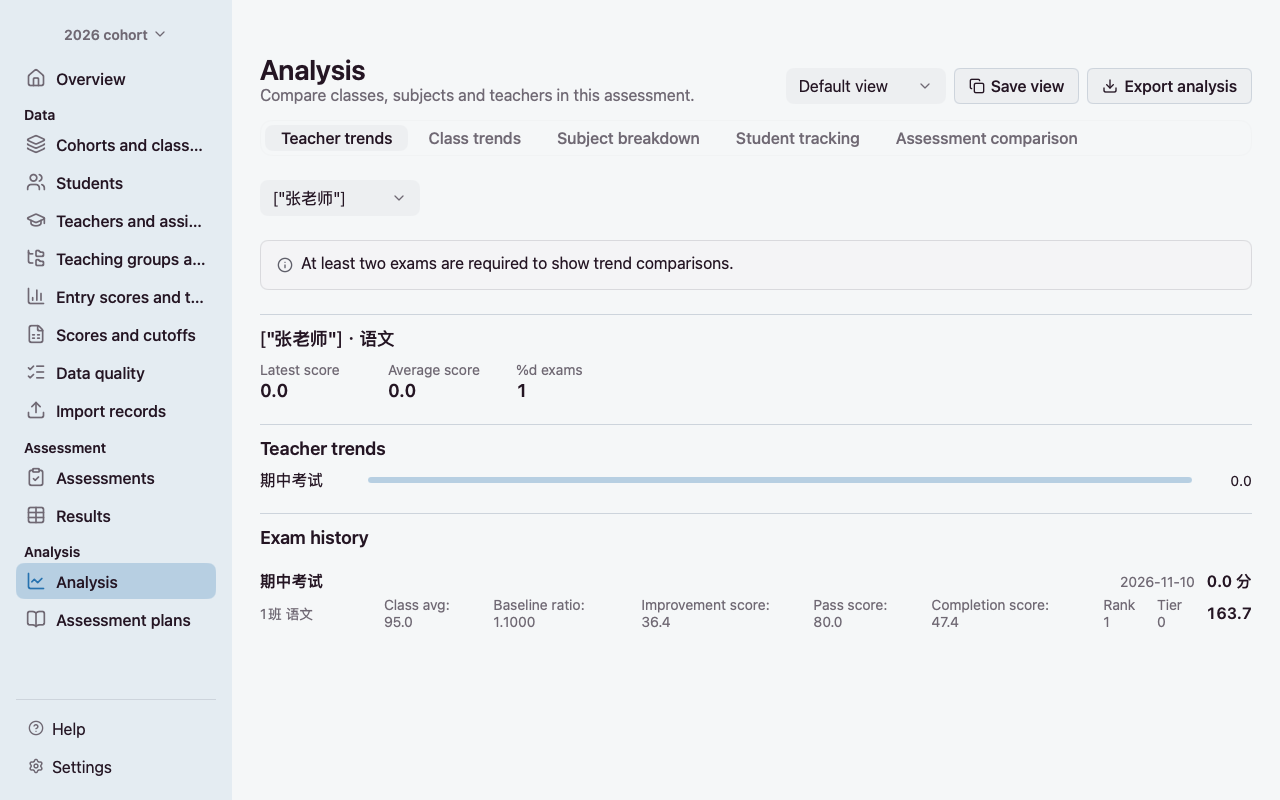 2026 cohort
Overview
Data
Cohorts and class...
Students
Teachers and assi...
Teaching groups a...
Entry scores and t...
Scores and cutoffs
Data quality
Import records
Assessment
Assessments
Results
Analysis
Analysis
Assessment plans
Help
Settings
Analysis
Compare classes, subjects and teachers in this assessment.
Default view
Save view
Export analysis
Teacher trends Class trends Subject breakdown Student tracking Assessment comparison
["张老师"]
At least two exams are required to show trend comparisons.
["张老师"] · 语文
Latest score Average score %d exams
0.0 0.0 1
Teacher trends
期中考试 0.0
Exam history
期中考试 2026-11-10 0.0 分
1班 语文
Class avg:
95.0
Baseline ratio:
1.1000
Improvement score:
36.4
Pass score:
80.0
Completion score:
47.4
Rank
1
Tier
0
163.7